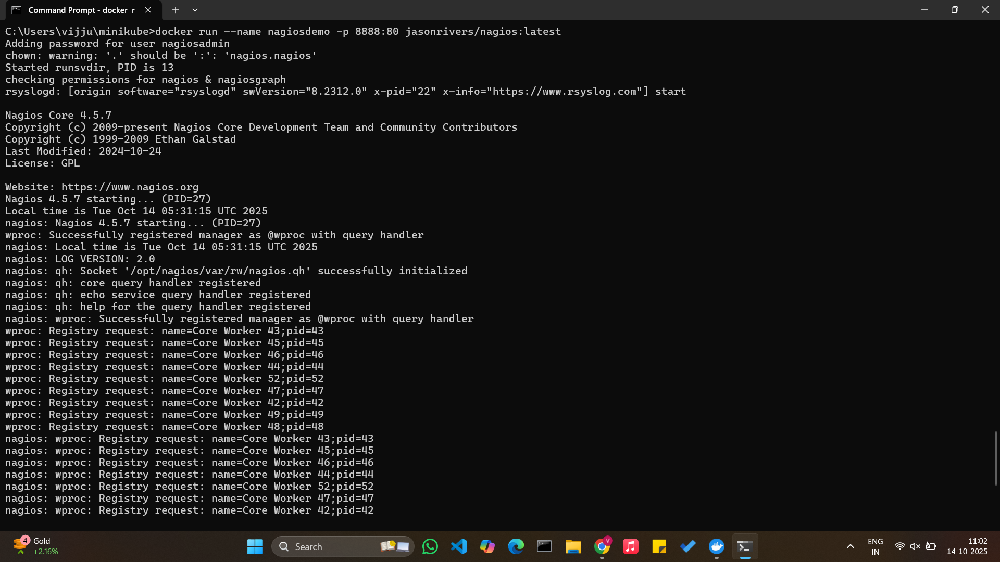 Command Prompt - docker r
C:\Users\vijju\minikube>docker run --name nagiosdemo -p 8888:80 jasonrivers/nagios:latest
Adding password for user nagiosadmin
chown: warning: '.' should be ':': 'nagios.nagios'
Started runsvdir, PID is 13
checking permissions for nagios & nagiosgraph
rsyslogd: [origin software="rsyslogd" swVersion="8.2312.0" x-pid="22" x-info="https://www.rsyslog.com"] start
Nagios Core 4.5.7
Copyright (c) 2009-present Nagios Core Development Team and Community Contributors
Copyright (c) 1999-2009 Ethan Galstad
Last Modified: 2024-10-24
License: GPL
Website: https://www.nagios.org
Nagios 4.5.7 starting... (PID=27)
Local time is Tue Oct 14 05:31:15 UTC 2025
nagios: Nagios 4.5.7 starting... (PID=27)
wproc: Successfully registered manager as @wproc with query handler
nagios: Local time is Tue Oct 14 05:31:15 UTC 2025
nagios: LOG VERSION: 2.0
nagios: qh: Socket '/opt/nagios/var/rw/nagios.qh' successfully initialized
nagios: qh: core query handler registered
nagios: qh: echo service query handler registered
nagios: qh: help for the query handler registered
nagios: wproc: Successfully registered manager as @wproc with query handler
wproc: Registry request: name=Core Worker 43;pid=43
wproc: Registry request: name=Core Worker 45;pid=45
wproc: Registry request: name=Core Worker 46;pid=46
wproc: Registry request: name=Core Worker 44;pid=44
wproc: Registry request: name=Core Worker 52;pid=52
wproc: Registry request: name=Core Worker 47;pid=47
wproc: Registry request: name=Core Worker 42;pid=42
wproc: Registry request: name=Core Worker 49;pid=49
wproc: Registry request: name=Core Worker 48;pid=48
nagios: wproc: Registry request: name=Core Worker 43;pid=43
nagios: wproc: Registry request: name=Core Worker 45;pid=45
nagios: wproc: Registry request: name=Core Worker 46;pid=46
nagios: wproc: Registry request: name=Core Worker 44;pid=44
nagios: wproc: Registry request: name=Core Worker 52;pid=52
nagios: wproc: Registry request: name=Core Worker 47;pid=47
nagios: wproc: Registry request: name=Core Worker 42;pid=42
4
Gold
+2.16%
Search
V
ENG
IN
11:02
14-10-2025